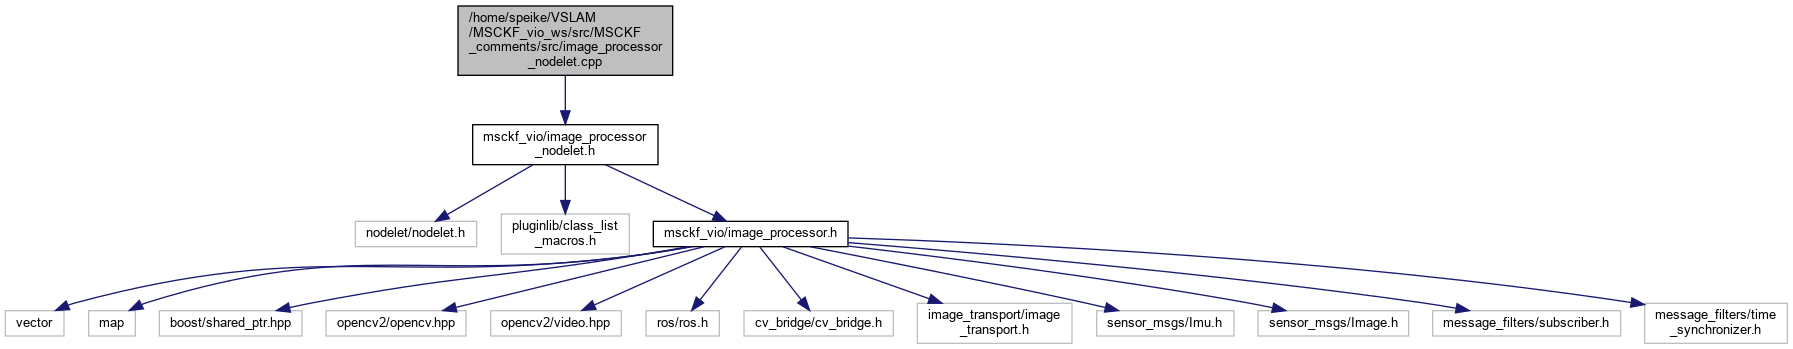 /home/speike/VSLAM
/MSCKF_vio_ws/src/MSCKF
_comments/src/image_processor
_nodelet.cpp
msckf_vio/image_processor
_nodelet.h
nodelet/nodelet.h
pluginlib/class_list
_macros.h
msckf_vio/image_processor.h
vector
map
boost/shared_ptr.hpp
opencv2/opencv.hpp
opencv2/video.hpp
ros/ros.h
cv_bridge/cv_bridge.h
image_transport/image
_transport.h
sensor_msgs/Imu.h
sensor_msgs/Image.h
message_filters/subscriber.h
message_filters/time
_synchronizer.h